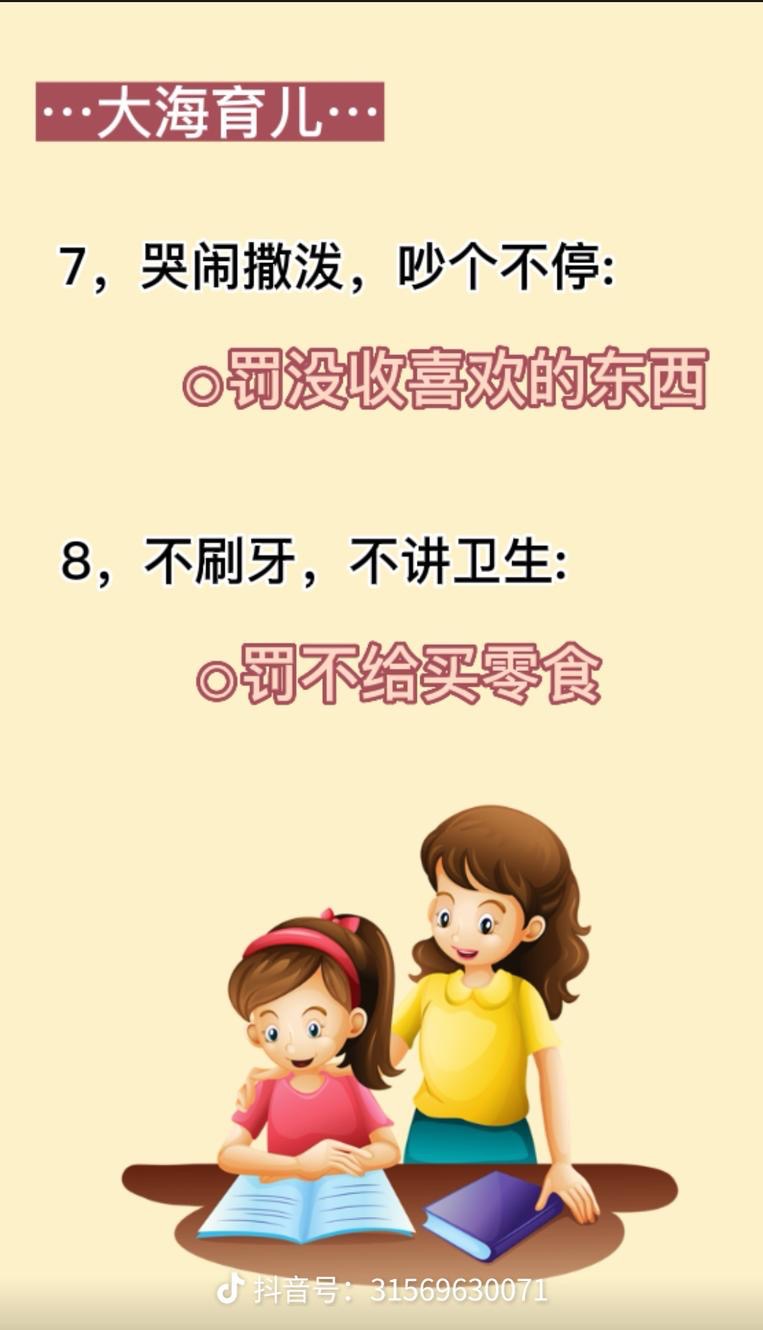 …大海育儿…
7，哭闹撒泼，吵个不停:
○罚没收喜欢的东西
8，不刷牙，不讲卫生:
○罚不给买零食
抖音号：31569630071